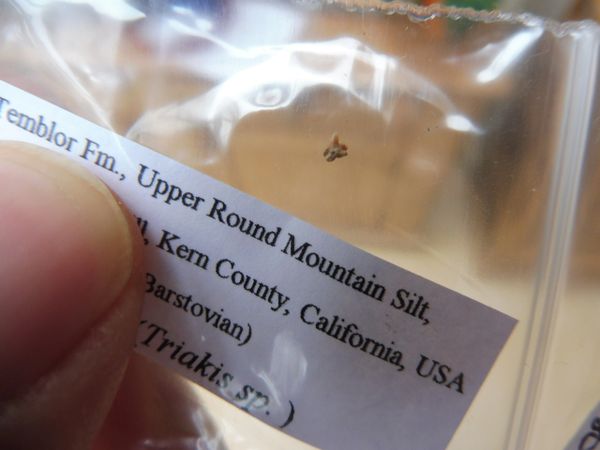 Temblor Fm., Upper Round Mountain Silt,
Kern County, California, USA
Barstovian)
(Triakis sp. )